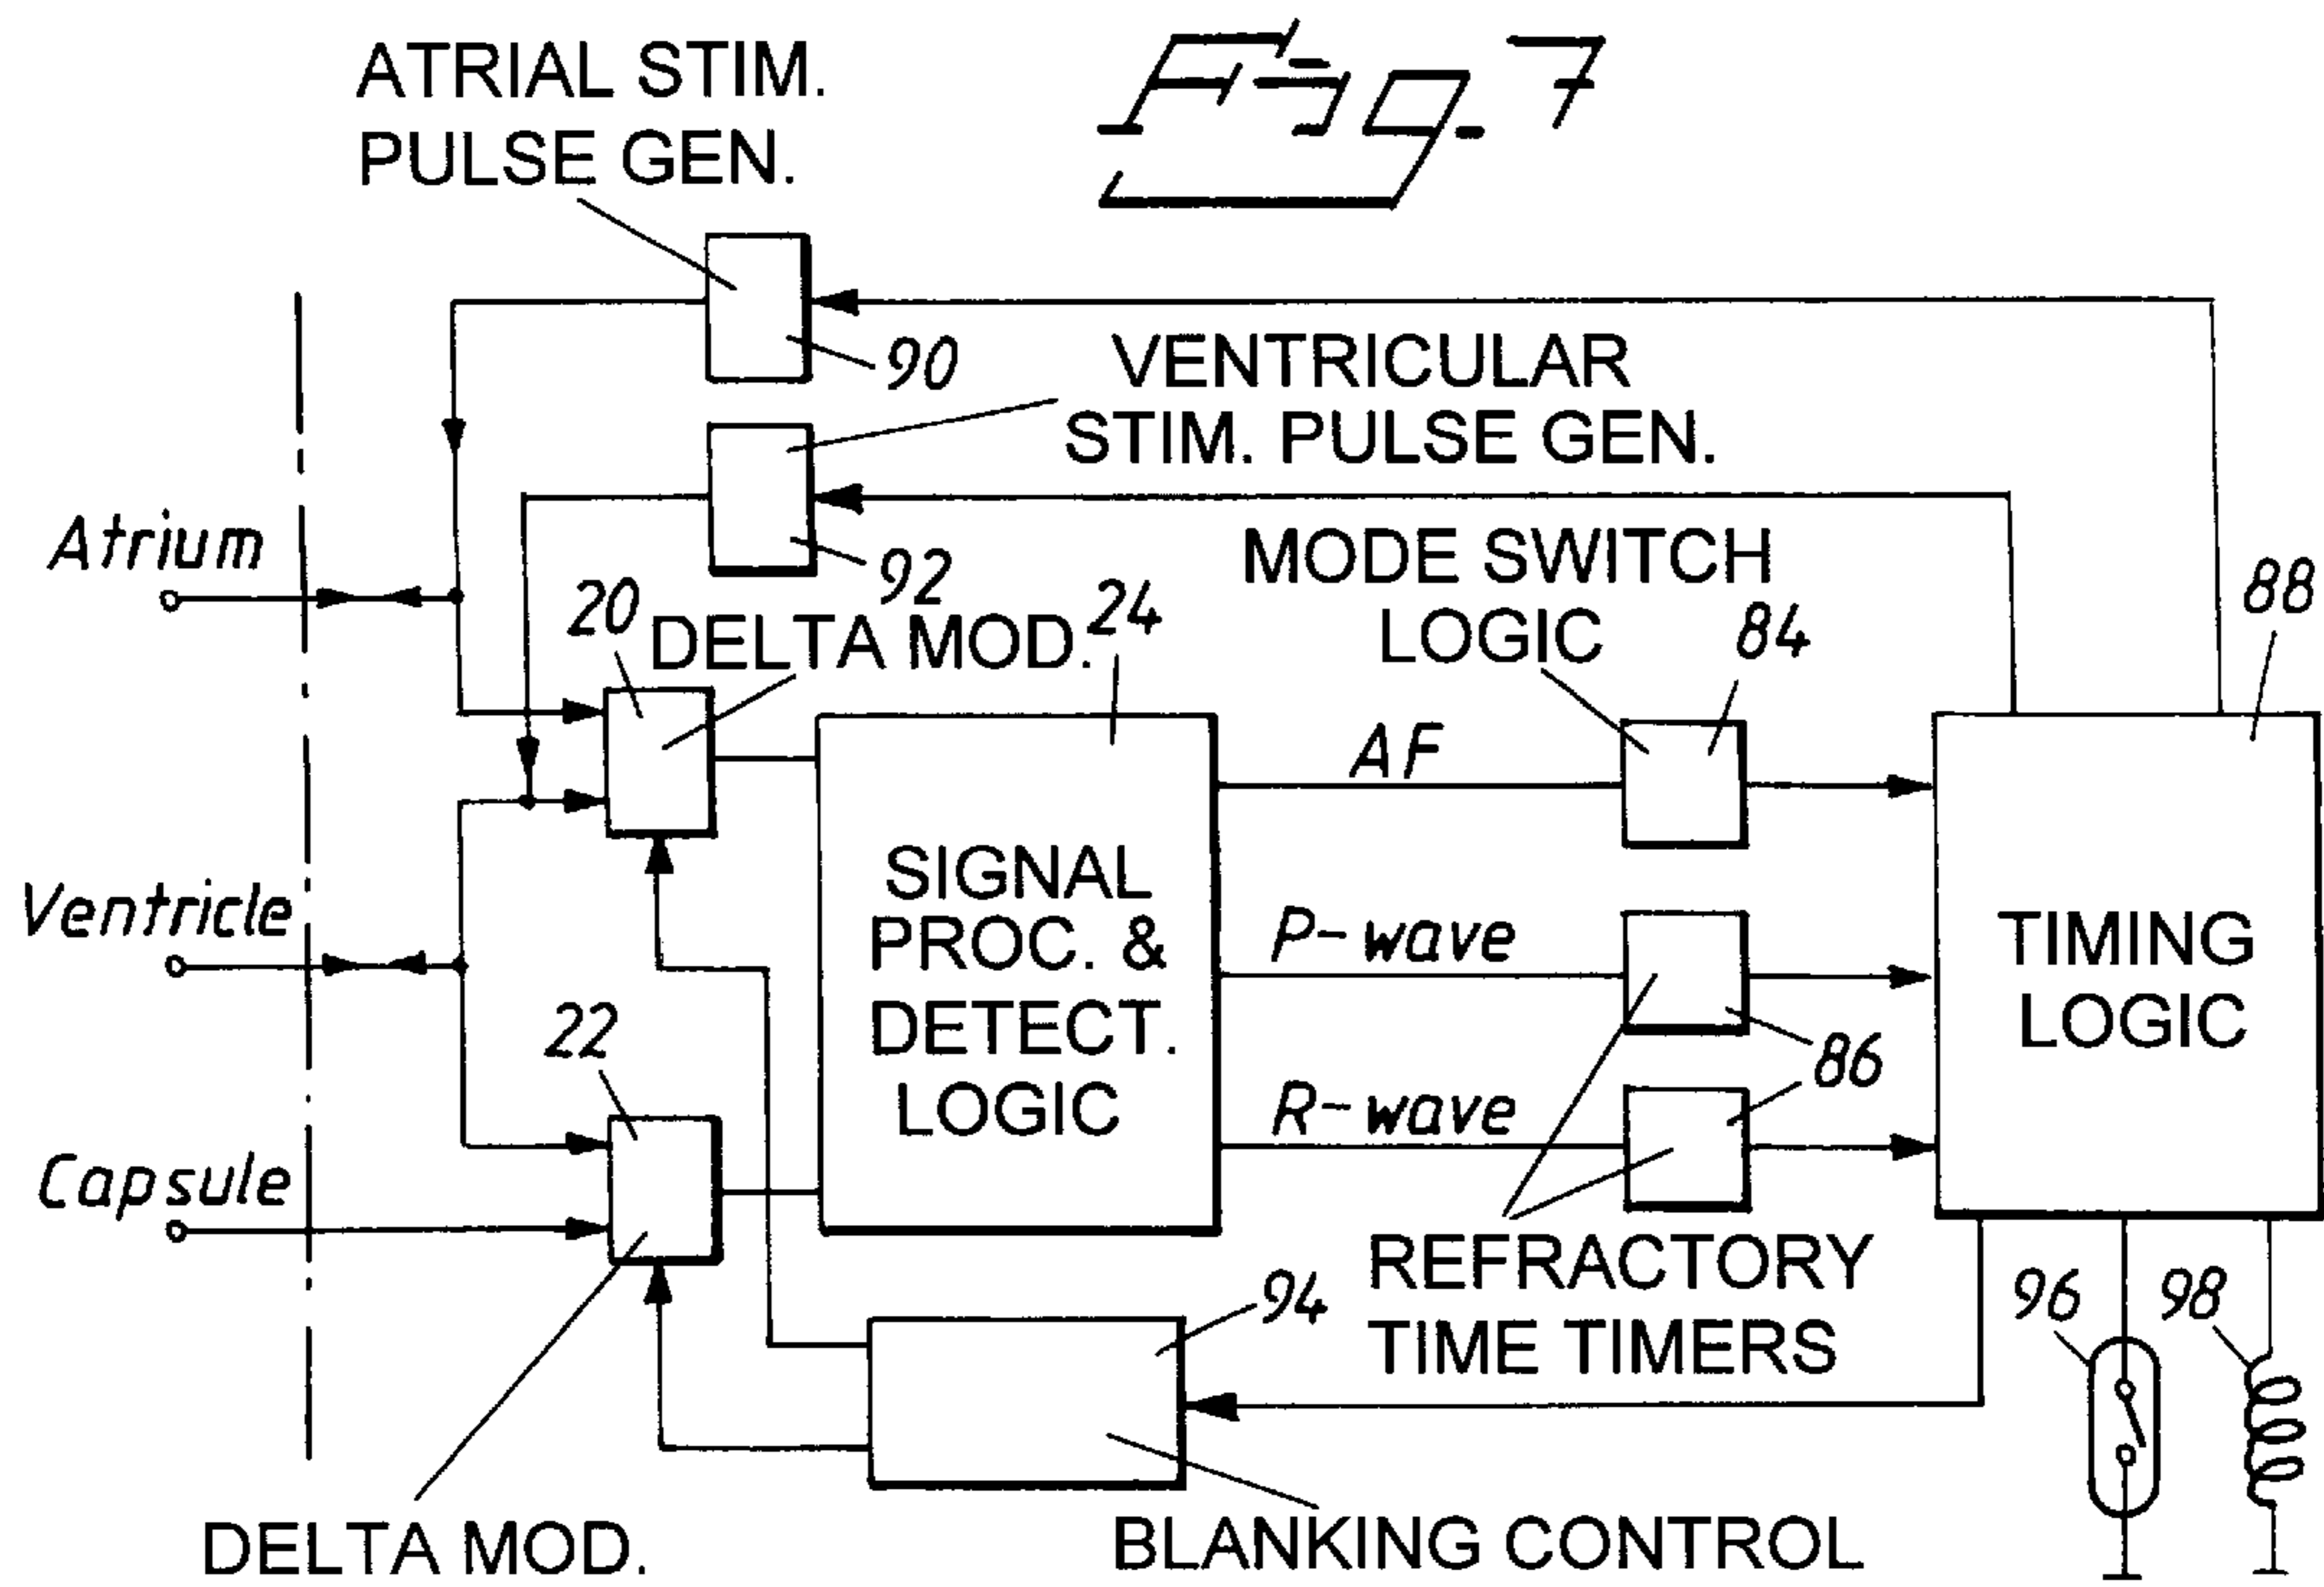 Fig. 7
ATRIAL STIM.
PULSE GEN.
90
VENTRICULAR
STIM. PULSE GEN.
92
Atrium
20
DELTA MOD.
24
MODE SWITCH
LOGIC
84
88
AF
SIGNAL
PROC. &
DETECT.
LOGIC
Ventricle
P-wave
TIMING
LOGIC
22
86
R-wave
Capsule
REFRACTORY
TIME TIMERS
94
96
98
DELTA MOD.
BLANKING CONTROL